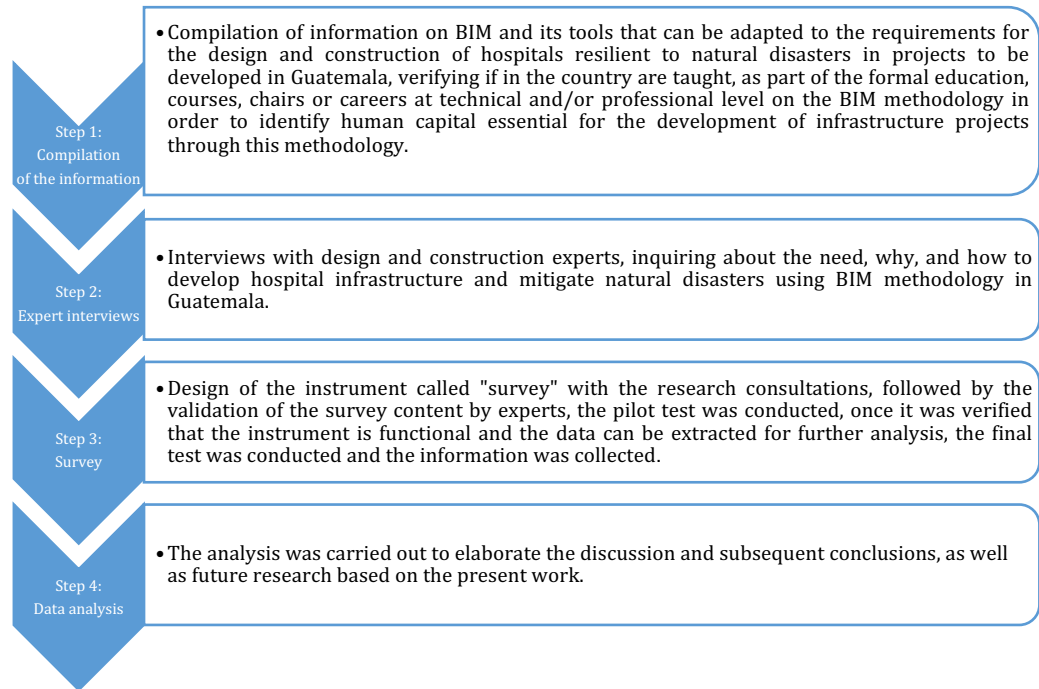 Step 1:
Compilation
of the information
•Compilation of information on BIM and its tools that can be adapted to the requirements for
the design and construction of hospitals resilient to natural disasters in projects to be
developed in Guatemala, verifying if in the country are taught, as part of the formal education,
courses, chairs or careers at technical and/or professional level on the BIM methodology in
order to identify human capital essential for the development of infrastructure projects
through this methodology.
Step 2:
Expert interviews
•Interviews with design and construction experts, inquiring about the need, why, and how to
develop hospital infrastructure and mitigate natural disasters using BIM methodology in
Guatemala.
Step 3:
Survey
•Design of the instrument called "survey" with the research consultations, followed by the
validation of the survey content by experts, the pilot test was conducted, once it was verified
that the instrument is functional and the data can be extracted for further analysis, the final
test was conducted and the information was collected.
Step 4:
Data analysis
•The analysis was carried out to elaborate the discussion and subsequent conclusions, as well
as future research based on the present work.